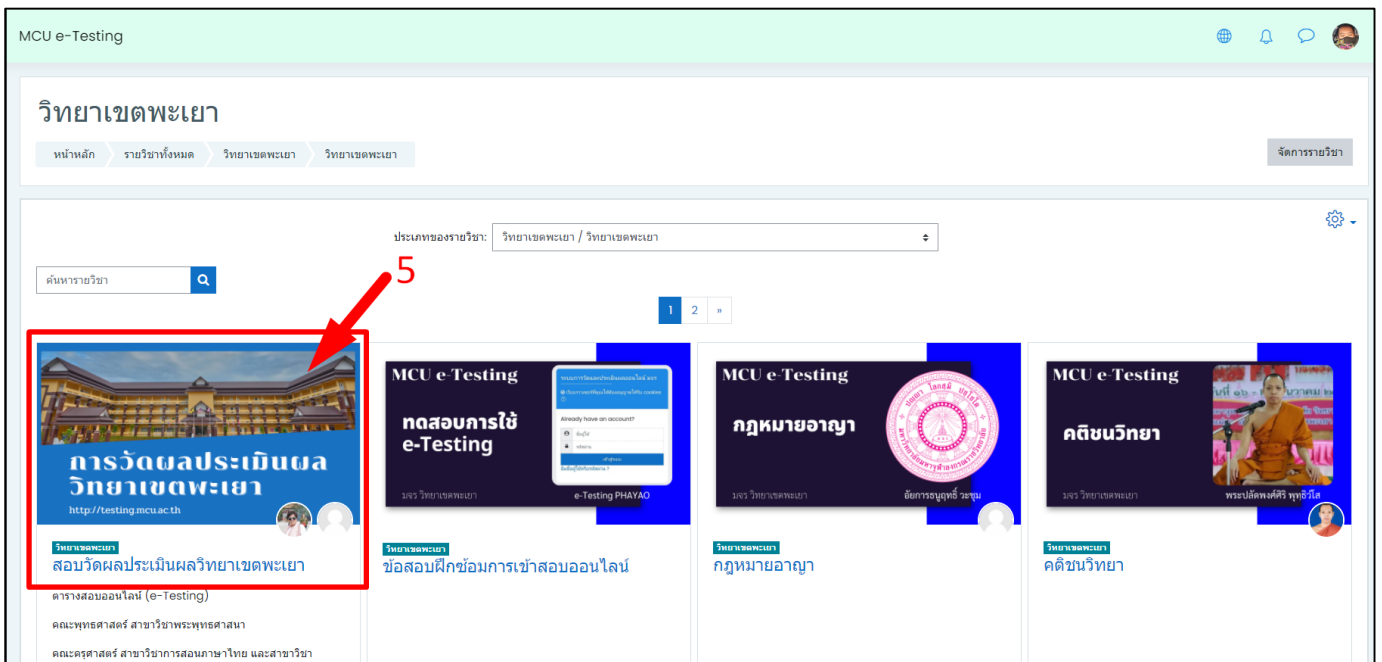 MCU e-Testing
วิทยาเขตพะเยา
หน้าหลัก รายวิชาทั้งหมด วิทยาเขตพะเยา วิทยาเขตพะเยา
จัดการรายวิชา
ประเภทของรายวิชา: วิทยาเขตพะเยา / วิทยาเขตพะเยา
5
ค้นหารายวิชา
1 2 »
การวัดผลประเมินผล
วิทยาเขตพะเยา
http://testing.mcu.ac.th
วิทยาเขตพะเยา
สอบวัดผลประเมินผลวิทยาเขตพะเยา
ตารางสอบออนไลน์ (e-Testing)
คณะพุทธศาสตร์ สาขาวิชาพระพุทธศาสนา
คณะครุศาสตร์ สาขาวิชาการสอนภาษาไทย และสาขาวิชา
MCU e-Testing
ทดสอบการใช้
e-Testing
Already have an account?
มจร วิทยาเขตพะเยา
e-Testing PHAYAO
วิทยาเขตพะเยา
ข้อสอบฝึกซ้อมการเข้าสอบออนไลน์
MCU e-Testing
กฎหมายอาญา
มจร วิทยาเขตพะเยา
อัยการธนูฤทธิ์ วะชุม
วิทยาเขตพะเยา
กฎหมายอาญา
MCU e-Testing
คติชนวิทยา
มจร วิทยาเขตพะเยา
พระปลัดพงศ์ศิริ พุทฺธิวํโส
วิทยาเขตพะเยา
คติชนวิทยา